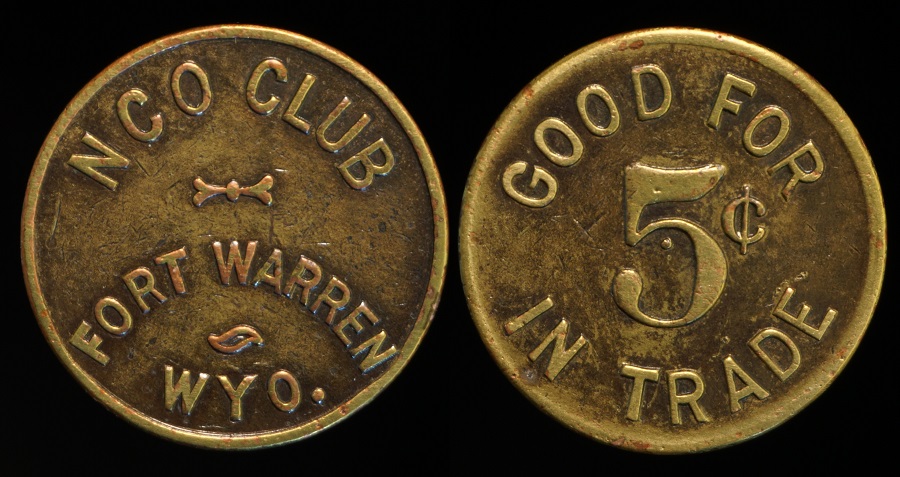 NCO CLUB
FORT WARREN
WYO.
GOOD FOR
5¢
IN TRADE